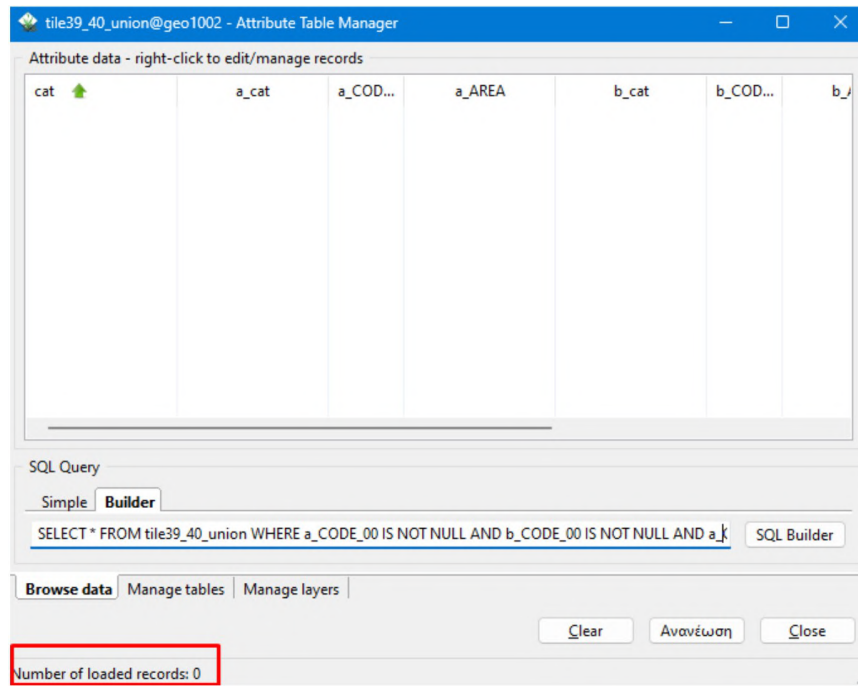 tile39_40_union@geo1002 - Attribute Table Manager
Attribute data - right-click to edit/manage records
cat a_cat a_COD... a_AREA b_cat b_COD... b_
SQL Query
Simple Builder
SELECT * FROM tile39_40_union WHERE a_CODE_00 IS NOT NULL AND b_CODE_00 IS NOT NULL AND a_
SQL Builder
Browse data Manage tables Manage layers
Clear Ανανέωση Close
Number of loaded records: 0